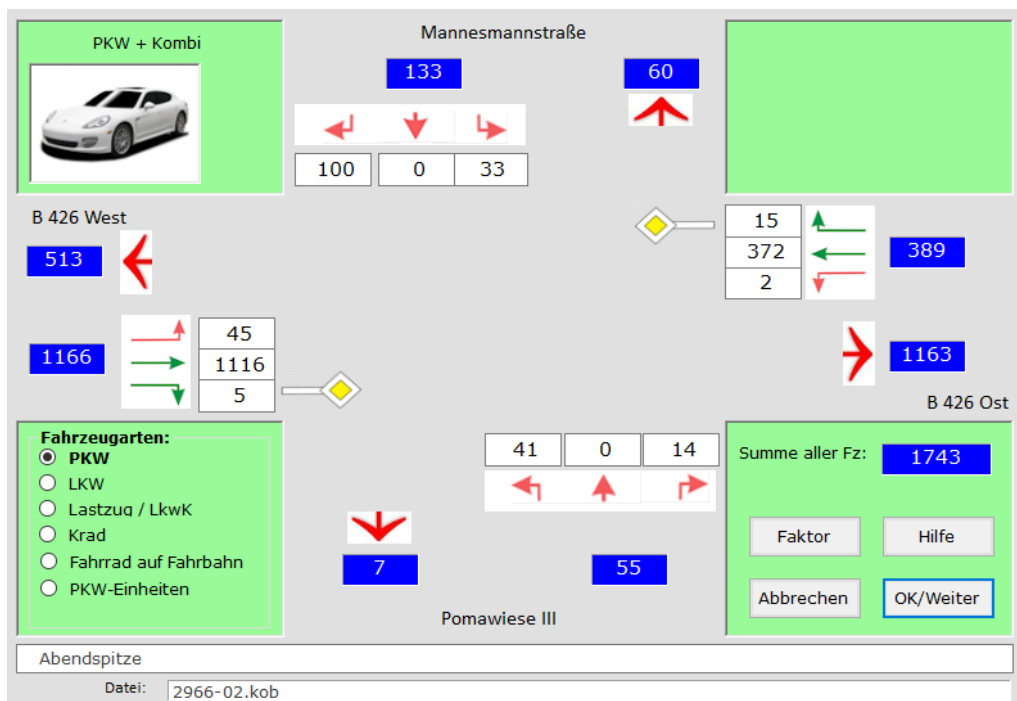 PKW + Kombi
Mannesmannstraße
133
60
100 0 33
B 426 West
513
15
372
2
389
1166
45
1116
5
1163
B 426 Ost
Fahrzeugarten:
PKW
LKW
Lastzug / LkwK
Krad
Fahrrad auf Fahrbahn
PKW-Einheiten
41 0 14
7
55
Pomawiese III
Summe aller Fz: 1743
Faktor Hilfe
Abbrechen OK/Weiter
Abendspitze
Datei: 2966-02.kob